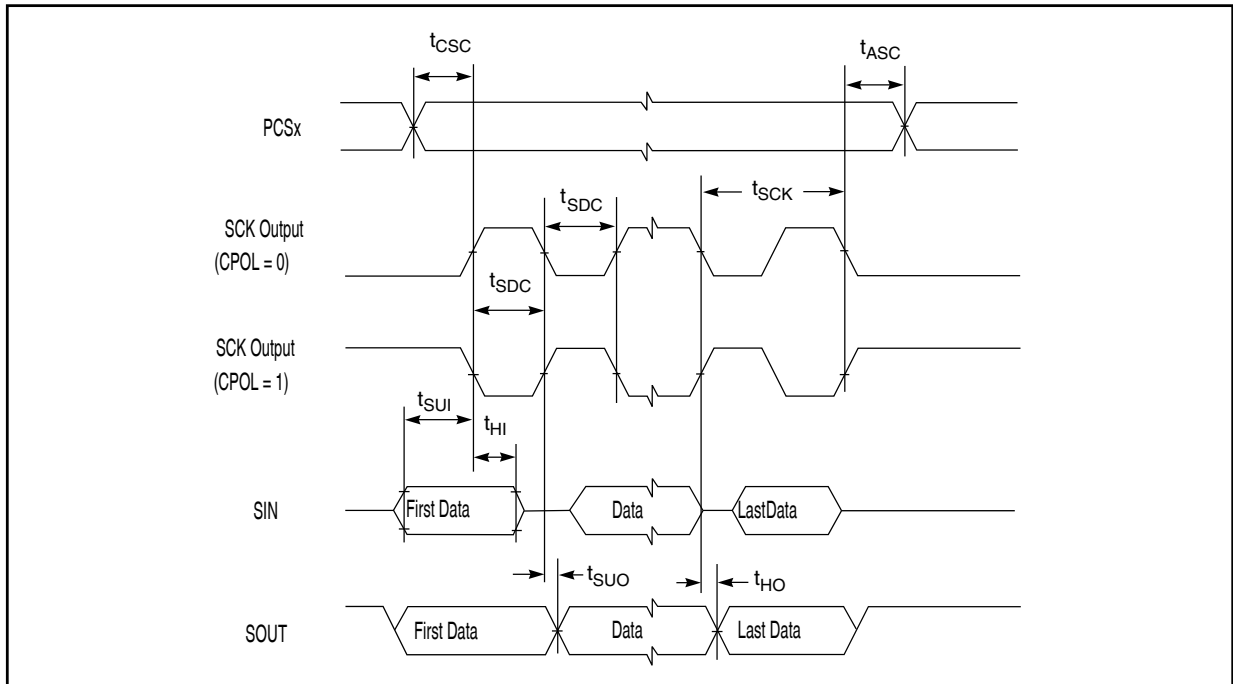 tCSC
tASC
PCSx
tSCK
tSDC
SCK Output
(CPOL = 0)
tSDC
SCK Output
(CPOL = 1)
tSUI
tHI
SIN
First Data
Data
LastData
tSUO
tHO
SOUT
First Data
Data
Last Data